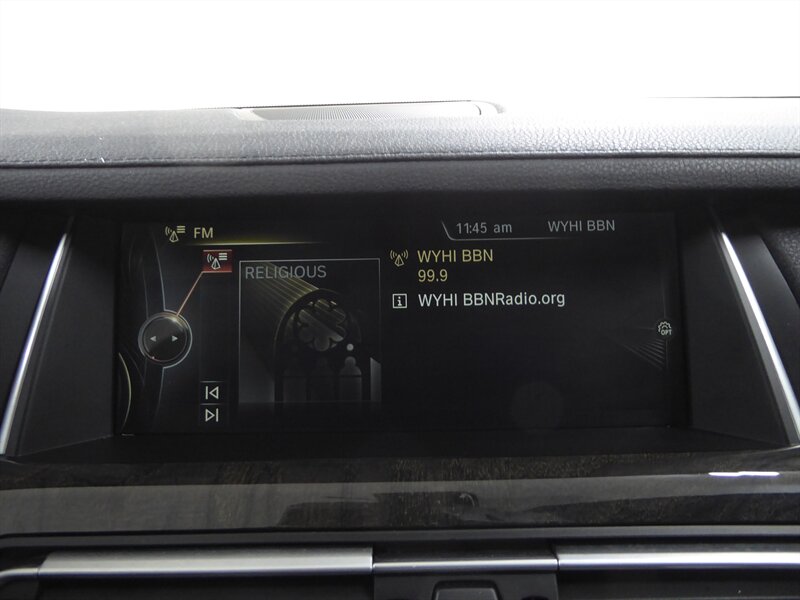 FM
11:45 am WYHI BBN
RELIGIOUS
WYHI BBN
99.9
WYHI BBNRadio.org
OPT